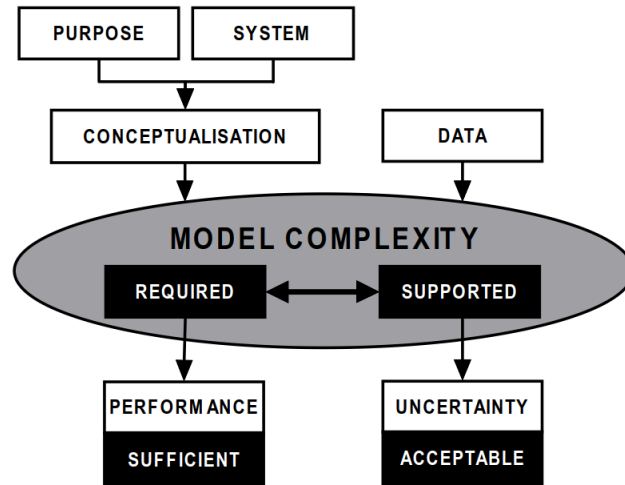 PURPOSE SYSTEM
CONCEPTUALISATION DATA
MODEL COMPLEXITY
REQUIRED SUPPORTED
PERFORMANCE UNCERTAINTY
SUFFICIENT ACCEPTABLE